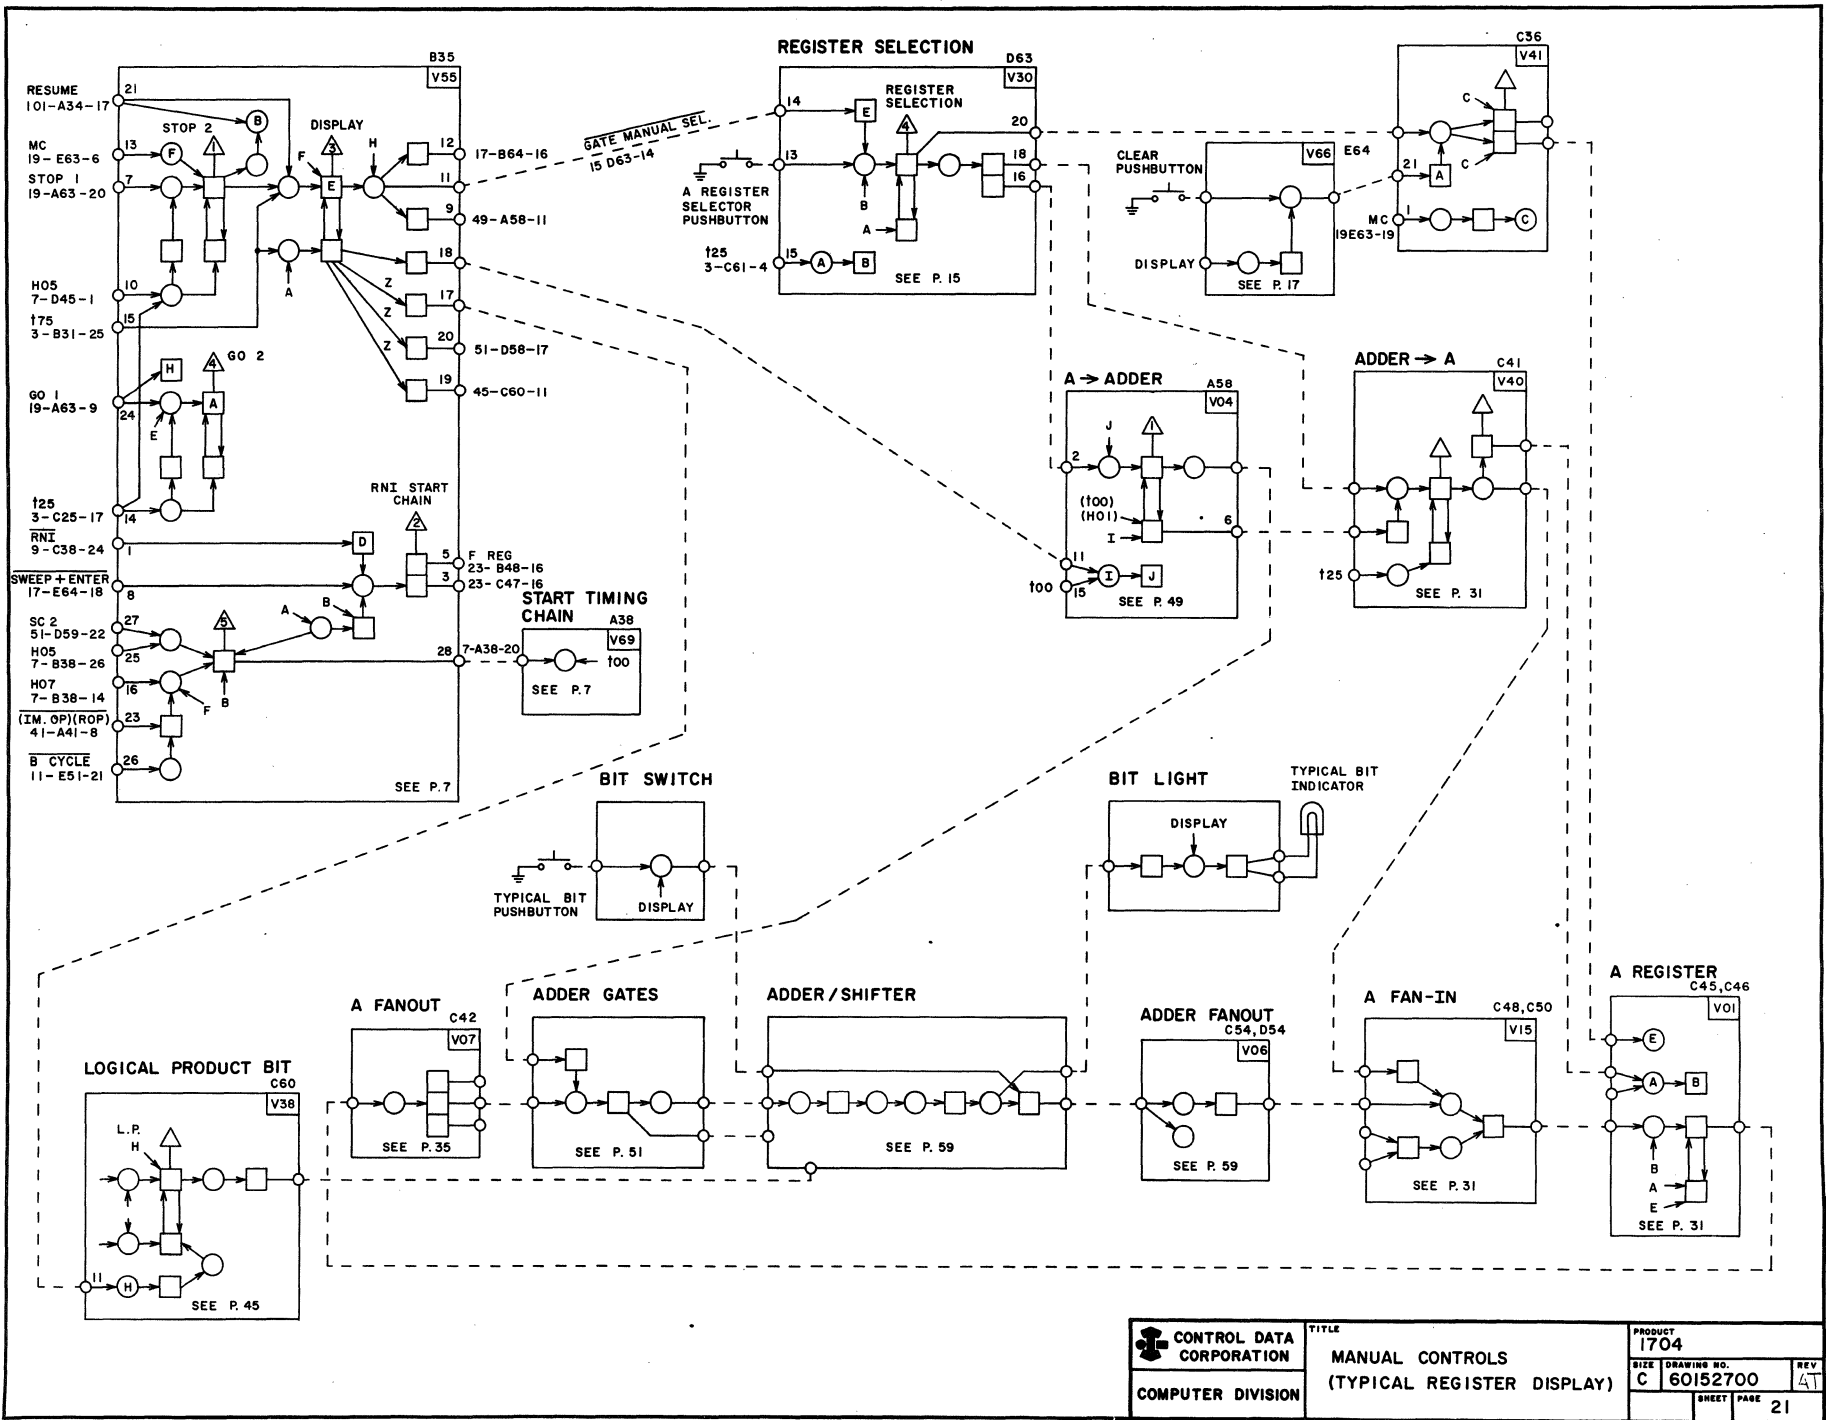 B35
V55
RESUME
101-A34-17
21
STOP 2
1
B
DISPLAY
3
MC
19-E63-6
13
F
F
H
12
17-B64-16
STOP 1
19-A63-20
7
E
11
9
49-A58-11
18
A
Z
17
Z
20
51-D58-17
Z
19
45-C60-11
H05
7-D45-1
10
t75
3-B31-25
15
H
4
GO 2
GO 1
19-A63-9
24
A
E
RNI START
CHAIN
2
t25
3-C25-17
14
RNI
9-C38-24
1
D
5
F REG
23-B48-16
SWEEP + ENTER
17-E64-18
8
3
23-C47-16
A
B
5
SC 2
51-D59-22
27
H05
7-B38-26
25
28
7-A38-20
H07
7-B38-14
16
F
B
(IM. OP)(ROP)
41-A41-8
23
B CYCLE
11-E51-21
26
SEE P.7
START TIMING
CHAIN
A38
V69
t00
SEE P.7
GATE MANUAL SEL.
15 D63-14
REGISTER SELECTION
D63
V30
14
E
REGISTER
SELECTION
4
20
13
18
16
A REGISTER
SELECTOR
PUSHBUTTON
B
A
t25
3-C61-4
15
A
B
SEE P. 15
CLEAR
PUSHBUTTON
V66
E64
DISPLAY
SEE P. 17
C36
V41
C
C
21
A
MC
19E63-19
1
C
A → ADDER
A58
V04
2
J
1
(t00)
(H01)
I
6
11
t00
15
I
J
SEE P. 49
ADDER → A
C41
V40
t25
SEE P. 31
BIT SWITCH
TYPICAL BIT
PUSHBUTTON
DISPLAY
BIT LIGHT
TYPICAL BIT
INDICATOR
DISPLAY
LOGICAL PRODUCT BIT
C60
V38
L.P.
H
11
H
SEE P. 45
A FANOUT
C42
V07
SEE P.35
ADDER GATES
SEE P. 51
ADDER/SHIFTER
SEE P. 59
ADDER FANOUT
C54, D54
V06
SEE P. 59
A FAN-IN
C48, C50
V15
SEE P. 31
A REGISTER
C45, C46
V01
E
A
B
B
A
E
SEE P. 31
CONTROL DATA
CORPORATION
COMPUTER DIVISION
TITLE
MANUAL CONTROLS
(TYPICAL REGISTER DISPLAY)
PRODUCT
1704
SIZE
C
DRAWING NO.
60152700
REV
AT
SHEET
PAGE
21